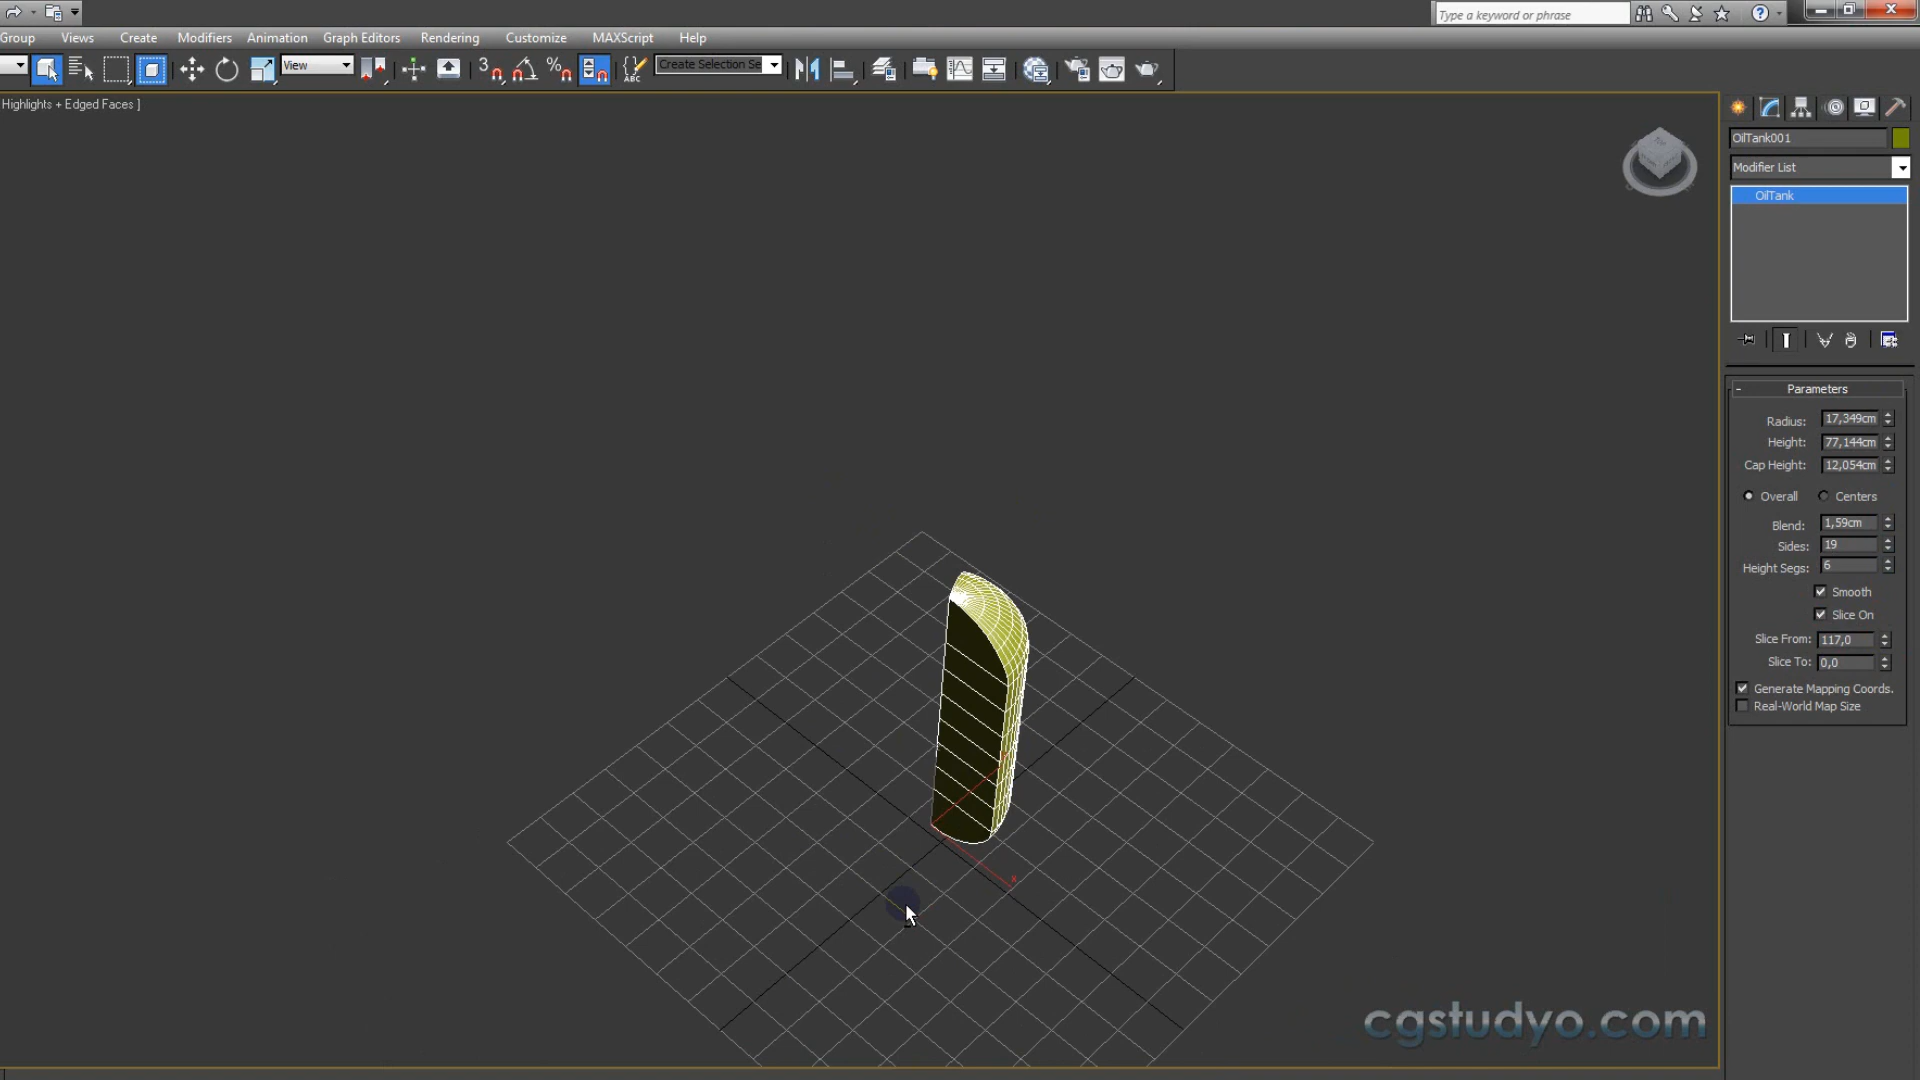 Type a keyword or phrase
Group Views Create Modifiers Animation Graph Editors Rendering Customize MAXScript Help
View
3
%
ABC
Create Selection Se
Highlights + Edged Faces ]
OilTank001
Modifier List
OilTank
- Parameters
Radius: 17,349cm
Height: 77,144cm
Cap Height: 12,054cm
Overall Centers
Blend: 1,59cm
Sides: 19
Height Segs: 6
Smooth
Slice On
Slice From: 117,0
Slice To: 0,0
Generate Mapping Coords.
Real-World Map Size
x
cgstudyo.com